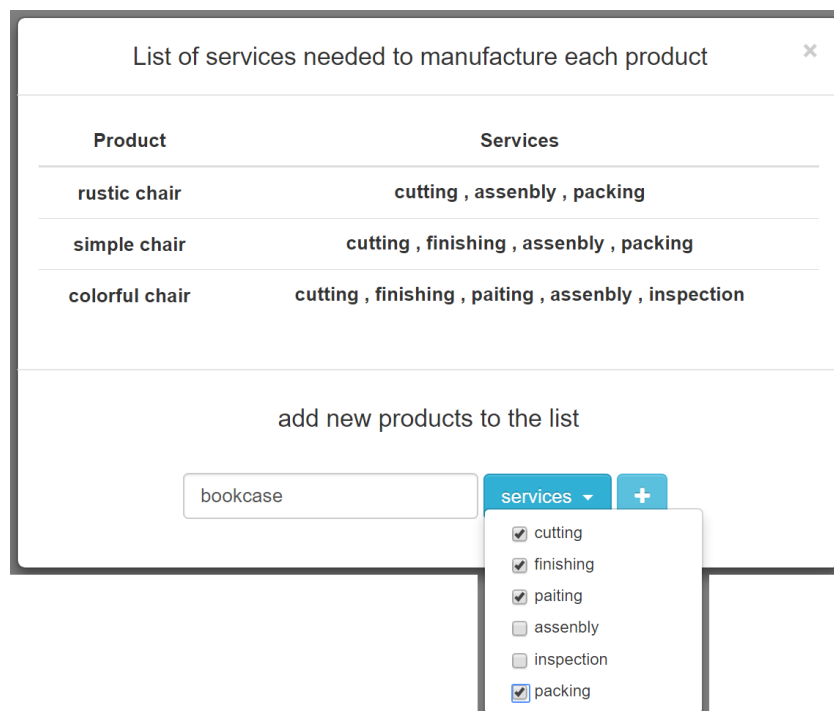 List of services needed to manufacture each product ×
Product Services
rustic chair cutting , assenbly , packing
simple chair cutting , finishing , assenbly , packing
colorful chair cutting , finishing , paiting , assenbly , inspection
add new products to the list
bookcase services +
cutting
finishing
paiting
assenbly
inspection
packing